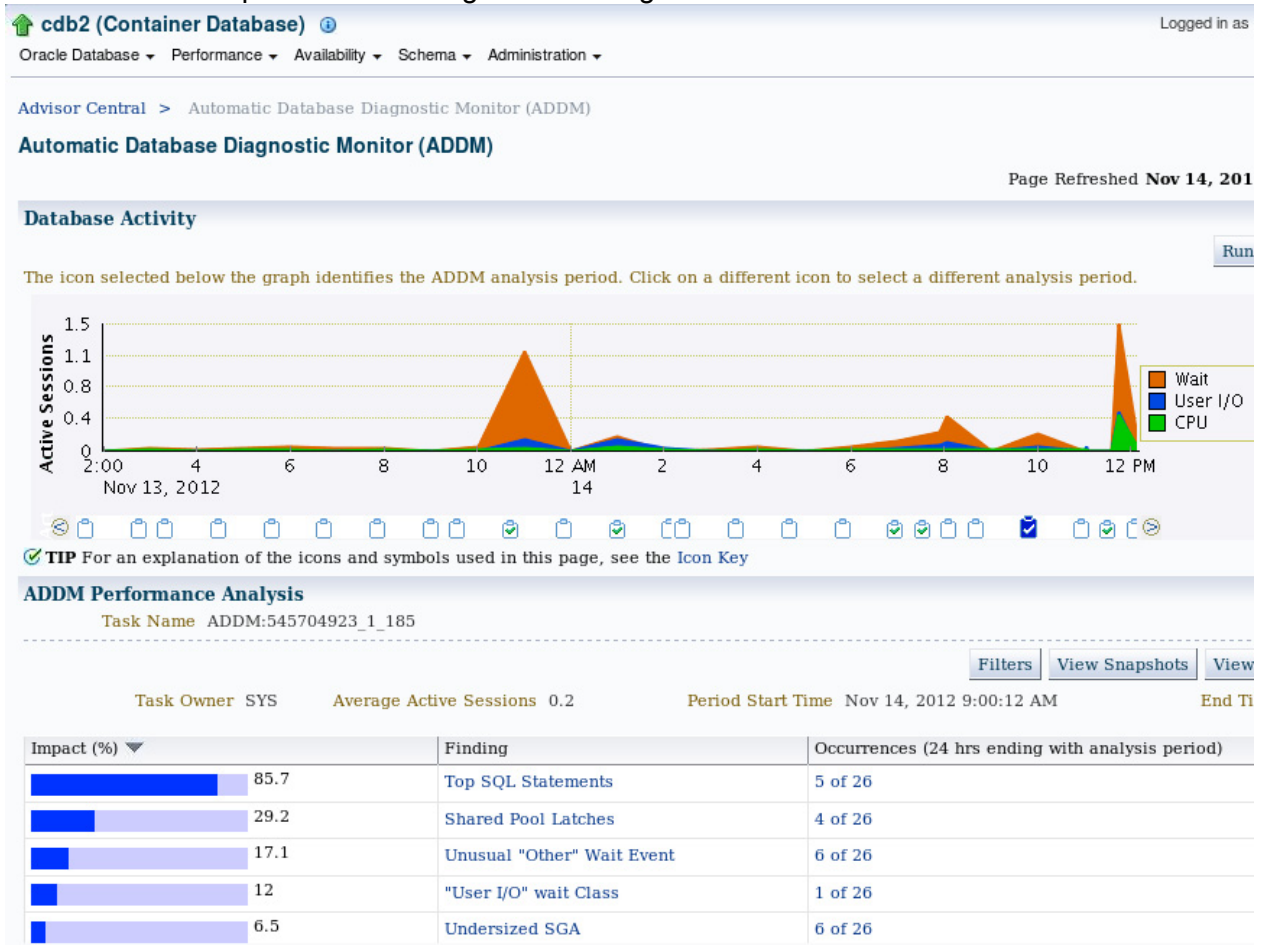 cdb2 (Container Database)
Logged in as
Oracle Database Performance Availability Schema Administration
Advisor Central > Automatic Database Diagnostic Monitor (ADDM)
Automatic Database Diagnostic Monitor (ADDM)
Page Refreshed Nov 14, 201
Database Activity
Run
The icon selected below the graph identifies the ADDM analysis period. Click on a different icon to select a different analysis period.
Active Sessions
1.5
1.1
0.8
0.4
0
Wait
User I/O
CPU
2:00 4 6 8 10 12 AM 2 4 6 8 10 12 PM
Nov 13, 2012 14
TIP For an explanation of the icons and symbols used in this page, see the Icon Key
ADDM Performance Analysis
Task Name ADDM:545704923_1_185
Filters View Snapshots View
Task Owner SYS Average Active Sessions 0.2 Period Start Time Nov 14, 2012 9:00:12 AM End Ti
Impact (%) Finding Occurrences (24 hrs ending with analysis period)
85.7 Top SQL Statements 5 of 26
29.2 Shared Pool Latches 4 of 26
17.1 Unusual "Other" Wait Event 6 of 26
12 "User I/O" wait Class 1 of 26
6.5 Undersized SGA 6 of 26